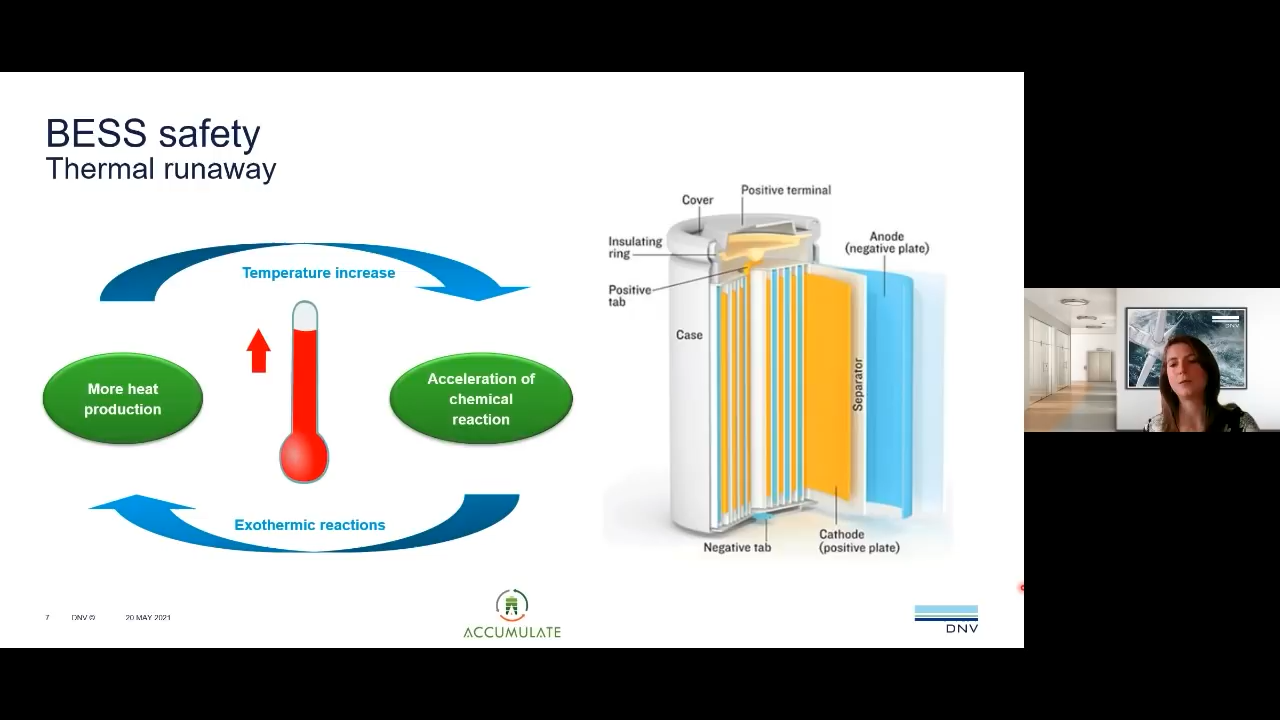 BESS safety
Thermal runaway
Temperature increase
More heat
production
Acceleration of
chemical
reaction
Exothermic reactions
Cover
Positive terminal
Insulating
ring
Positive
tab
Case
Anode
(negative plate)
Separator
Negative tab
Cathode
(positive plate)
7 DNV © 20 MAY 2021
ACCUMULATE
DNV
DNV